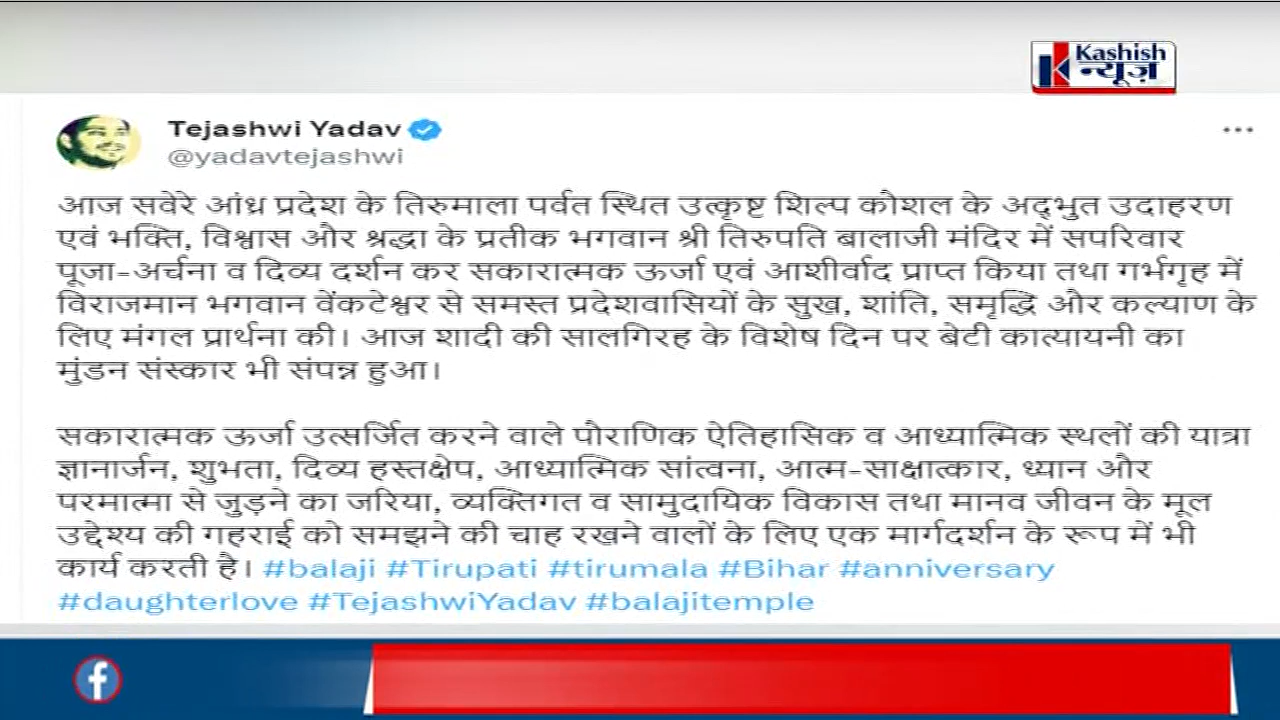 Kashish
न्यूज़
Tejashwi Yadav
@yadavtejashwi
आज सवेरे आंध्र प्रदेश के तिरुमाला पर्वत स्थित उत्कृष्ट शिल्प कौशल के अद्भुत उदाहरण
एवं भक्ति, विश्वास और श्रद्धा के प्रतीक भगवान श्री तिरुपति बालाजी मंदिर में सपरिवार
पूजा-अर्चना व दिव्य दर्शन कर सकारात्मक ऊर्जा एवं आशीर्वाद प्राप्त किया तथा गर्भगृह में
विराजमान भगवान वेंकटेश्वर से समस्त प्रदेशवासियों के सुख, शांति, समृद्धि और कल्याण के
लिए मंगल प्रार्थना की। आज शादी की सालगिरह के विशेष दिन पर बेटी कात्यायनी का
मुंडन संस्कार भी संपन्न हुआ।
सकारात्मक ऊर्जा उत्सर्जित करने वाले पौराणिक ऐतिहासिक व आध्यात्मिक स्थलों की यात्रा
ज्ञानार्जन, शुभता, दिव्य हस्तक्षेप, आध्यात्मिक सांत्वना, आत्म-साक्षात्कार, ध्यान और
परमात्मा से जुड़ने का जरिया, व्यक्तिगत व सामुदायिक विकास तथा मानव जीवन के मूल
उद्देश्य की गहराई को समझने की चाह रखने वालों के लिए एक मार्गदर्शन के रूप में भी
कार्य करती है। #balaji #Tirupati #tirumala #Bihar #anniversary
#daughterlove #TejashwiYadav #balajitemple